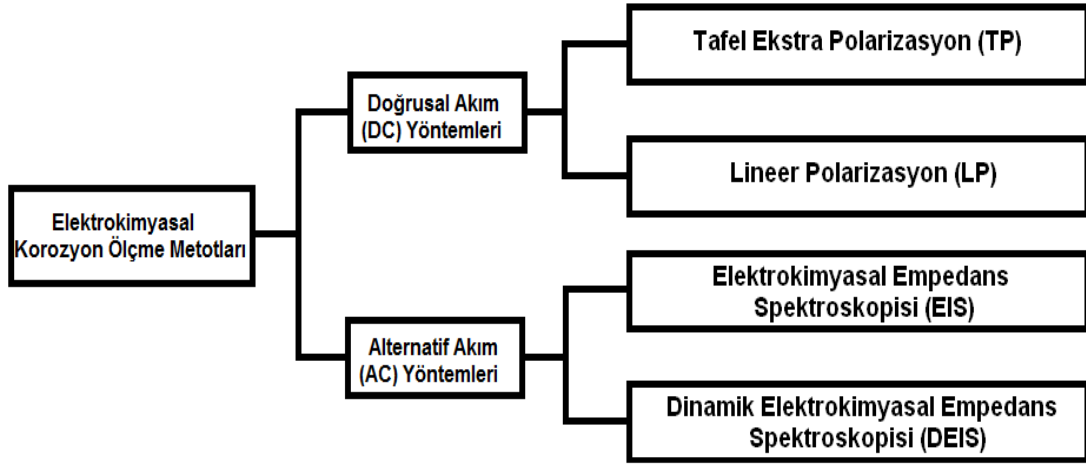 Elektrokimyasal
Korozyon Ölçme Metotları
Doğrusal Akım
(DC) Yöntemleri
Tafel Ekstra Polarizasyon (TP)
Lineer Polarizasyon (LP)
Alternatif Akım
(AC) Yöntemleri
Elektrokimyasal Empedans
Spektroskopisi (EIS)
Dinamik Elektrokimyasal Empedans
Spektroskopisi (DEIS)